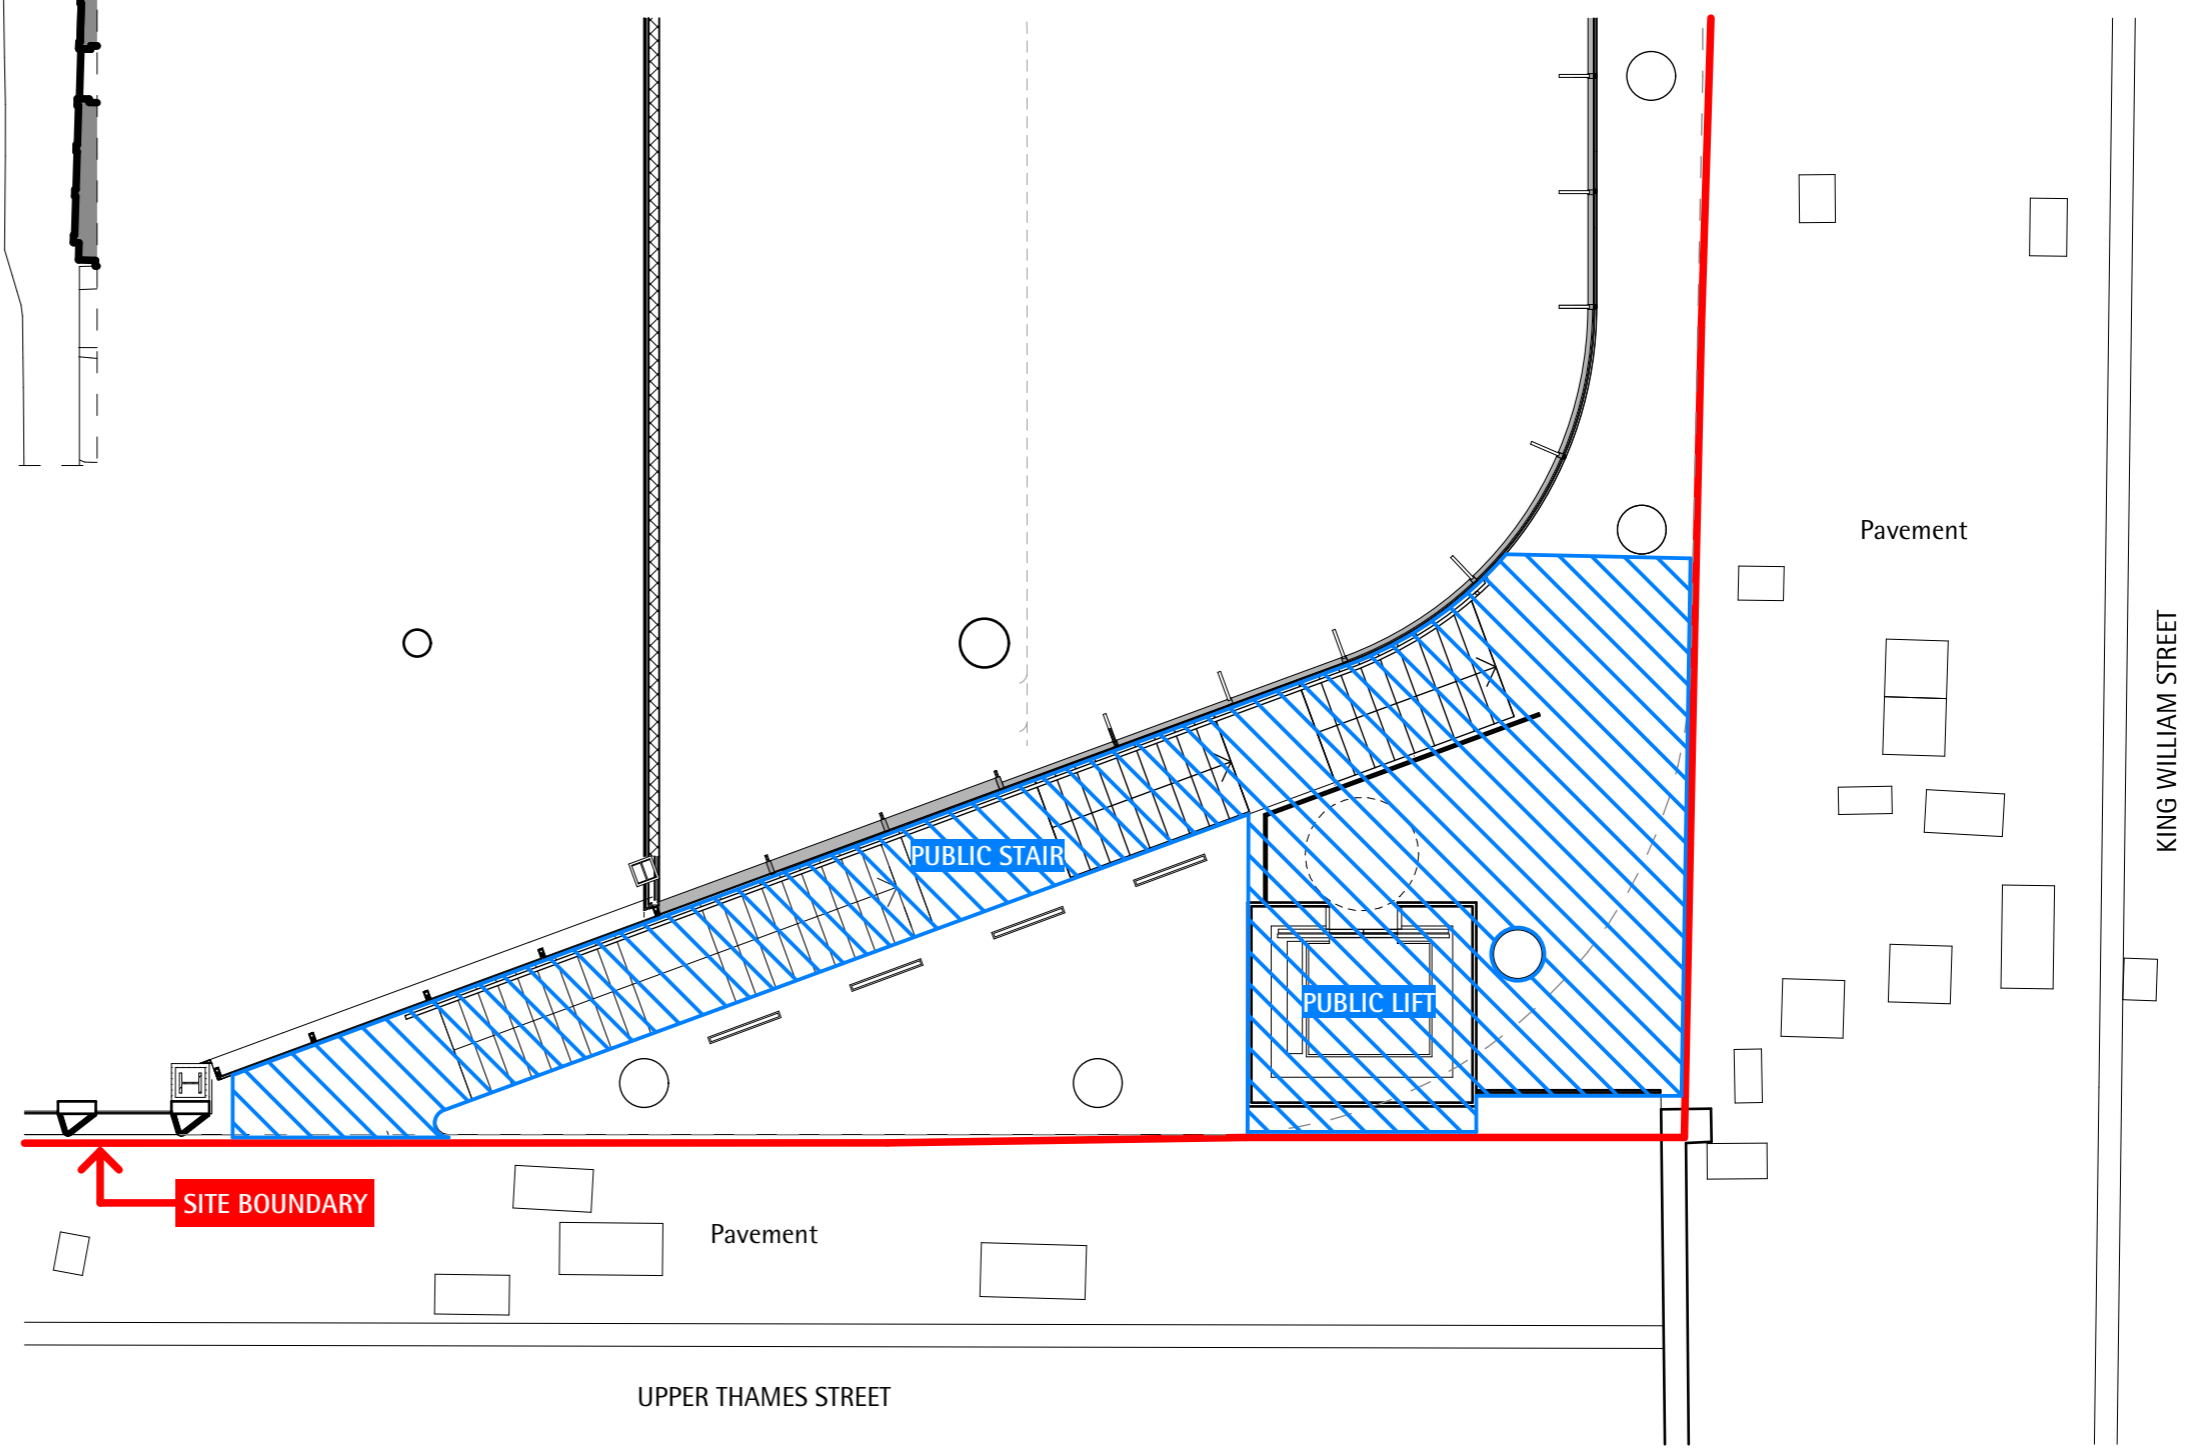 Pavement
KING WILLIAM STREET
PUBLIC STAIR
PUBLIC LIFT
SITE BOUNDARY
Pavement
UPPER THAMES STREET